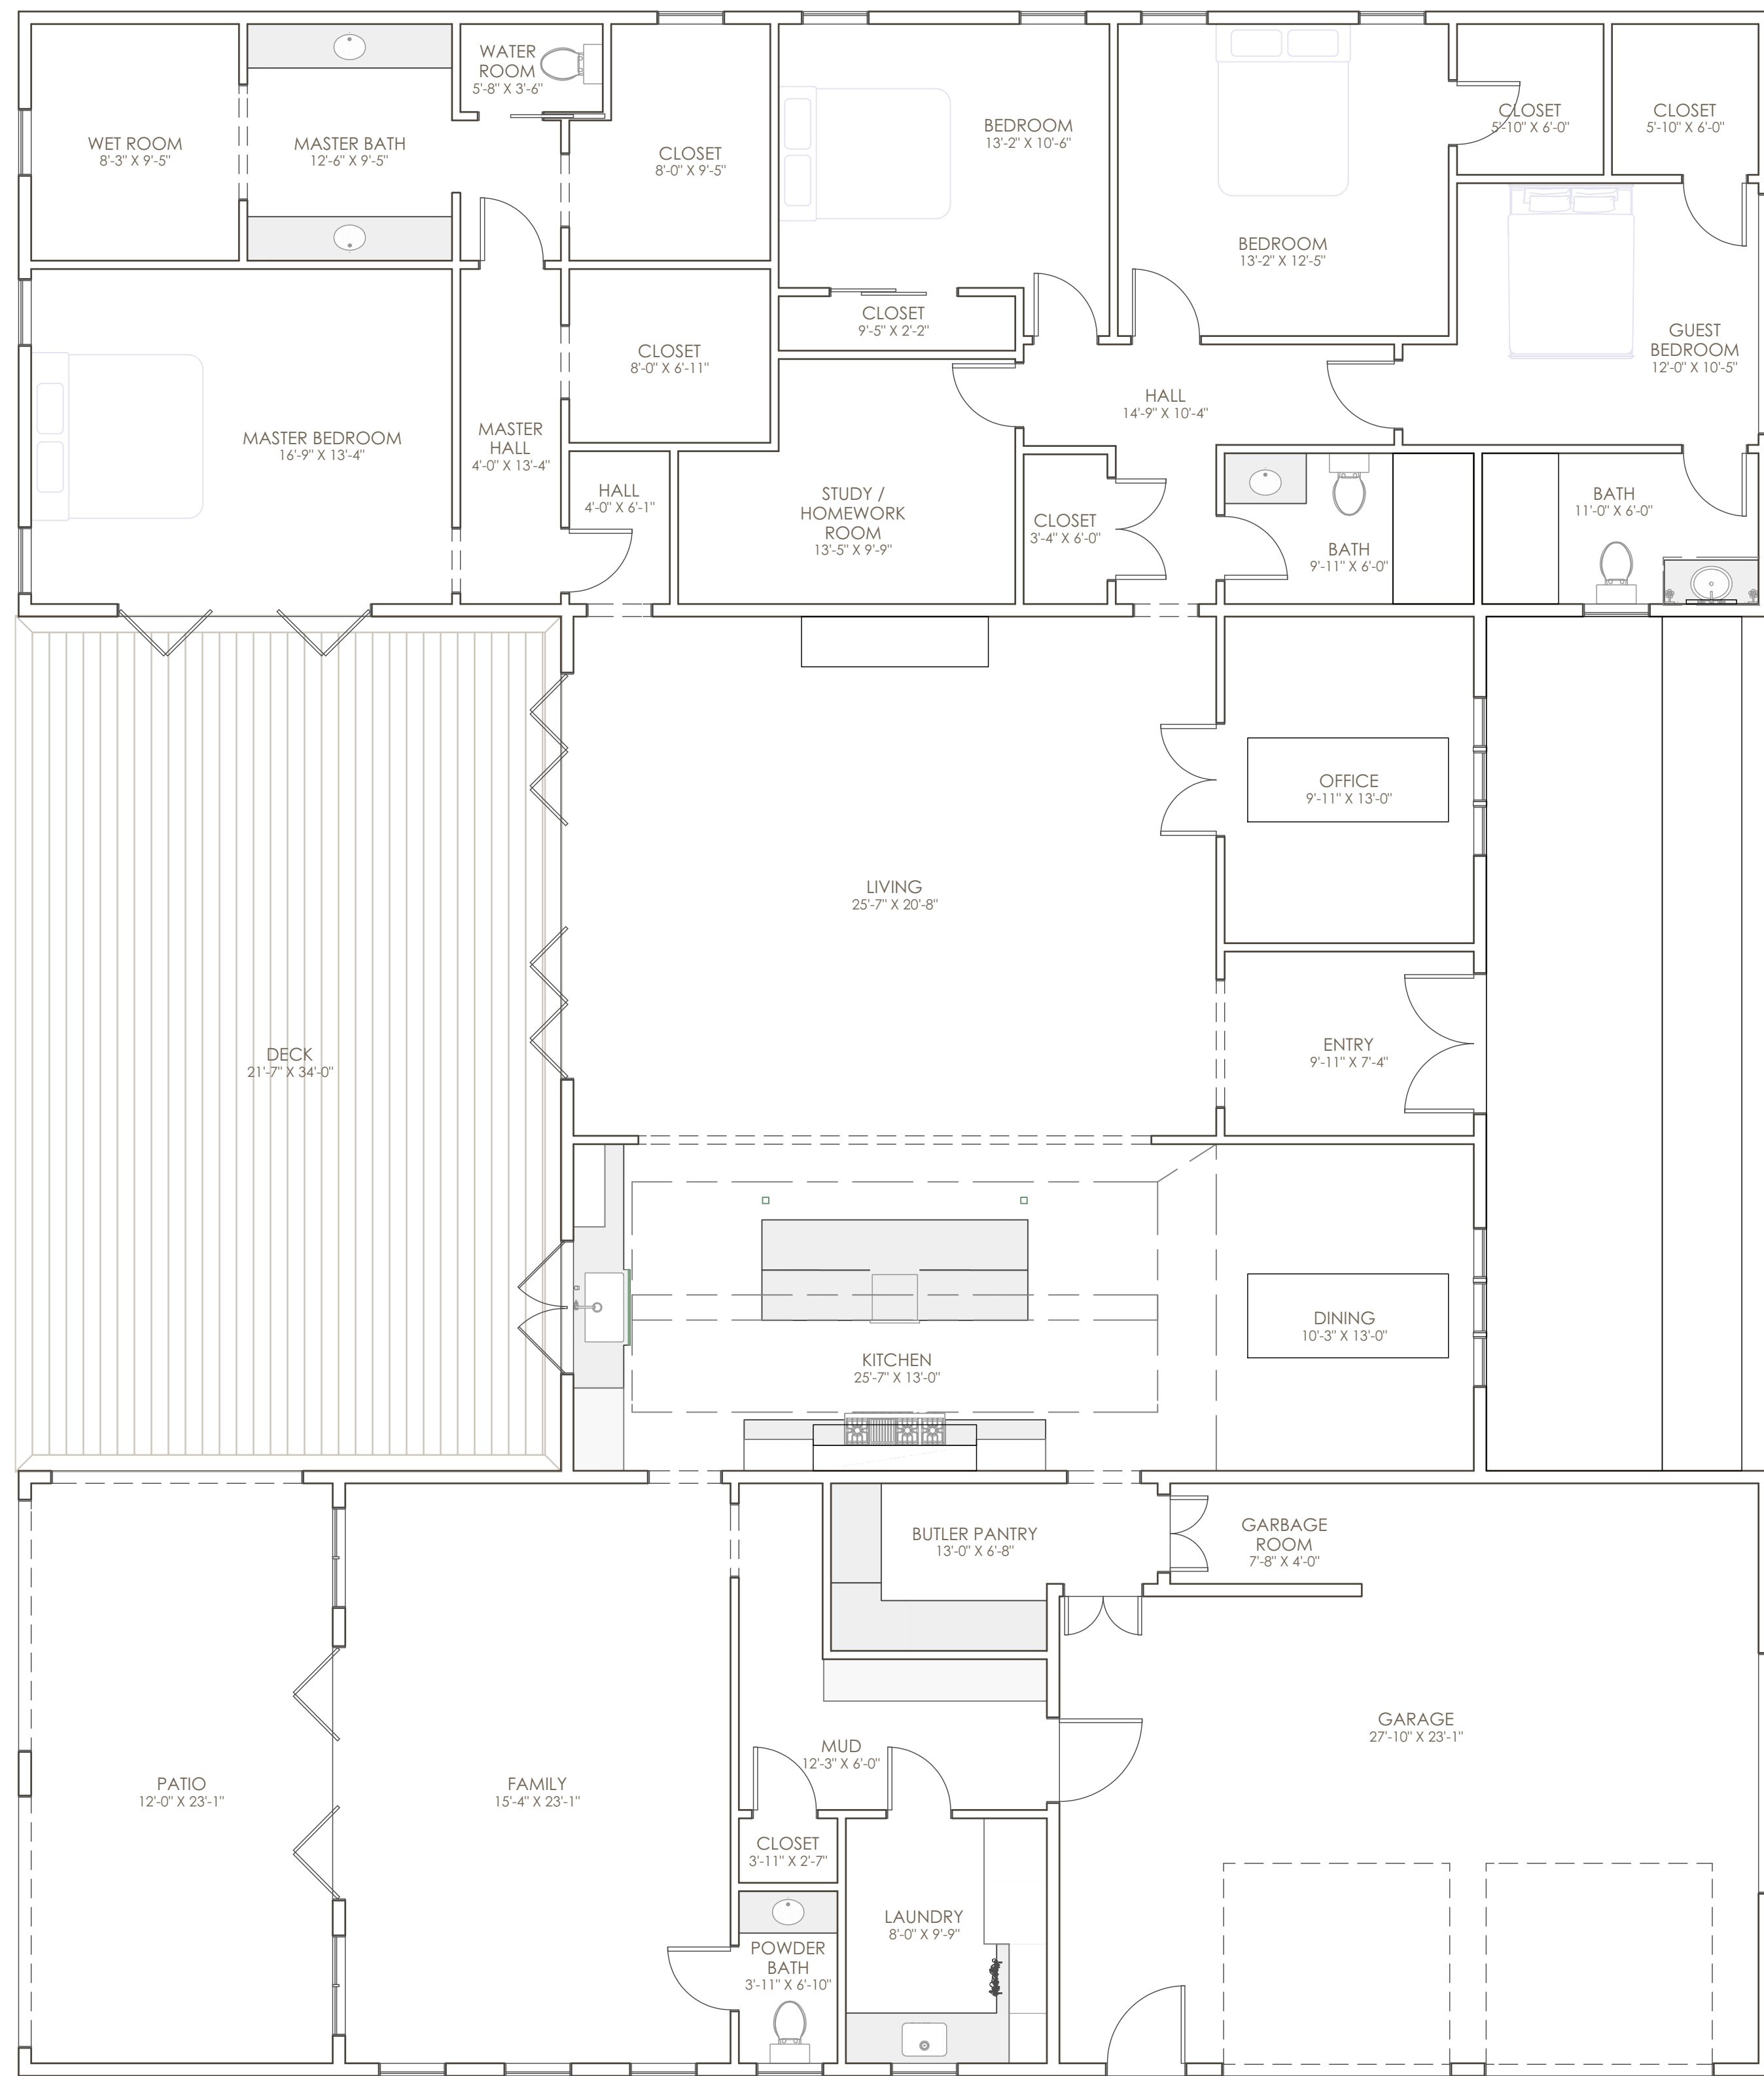 WATER
ROOM
5'-8" X 3'-6"
WET ROOM
8'-3" X 9'-5"
MASTER BATH
12'-6" X 9'-5"
CLOSET
8'-0" X 9'-5"
BEDROOM
13'-2" X 10'-6"
CLOSET
5'-10" X 6'-0"
CLOSET
5'-10" X 6'-0"
BEDROOM
13'-2" X 12'-5"
CLOSET
9'-5" X 2'-2"
GUEST
BEDROOM
12'-0" X 10'-5"
CLOSET
8'-0" X 6'-11"
HALL
14'-9" X 10'-4"
MASTER BEDROOM
16'-9" X 13'-4"
MASTER
HALL
4'-0" X 13'-4"
HALL
4'-0" X 6'-1"
STUDY /
HOMEWORK
ROOM
13'-5" X 9'-9"
CLOSET
3'-4" X 6'-0"
BATH
9'-11" X 6'-0"
BATH
11'-0" X 6'-0"
OFFICE
9'-11" X 13'-0"
LIVING
25'-7" X 20'-8"
DECK
21'-7" X 34'-0"
ENTRY
9'-11" X 7'-4"
DINING
10'-3" X 13'-0"
KITCHEN
25'-7" X 13'-0"
BUTLER PANTRY
13'-0" X 6'-8"
GARBAGE
ROOM
7'-8" X 4'-0"
GARAGE
27'-10" X 23'-1"
MUD
12'-3" X 6'-0"
PATIO
12'-0" X 23'-1"
FAMILY
15'-4" X 23'-1"
CLOSET
3'-11" X 2'-7"
LAUNDRY
8'-0" X 9'-9"
POWDER
BATH
3'-11" X 6'-10"